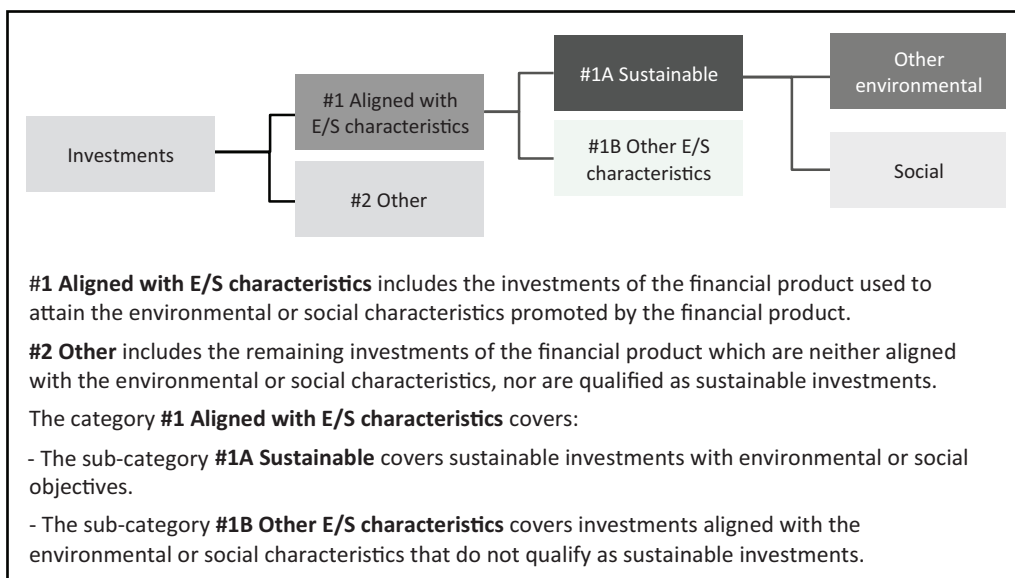 Investments
#1 Aligned with
E/S characteristics
#2 Other
#1A Sustainable
#1B Other E/S
characteristics
Other
environmental
Social
#1 Aligned with E/S characteristics includes the investments of the financial product used to
attain the environmental or social characteristics promoted by the financial product.
#2 Other includes the remaining investments of the financial product which are neither aligned
with the environmental or social characteristics, nor are qualified as sustainable investments.
The category #1 Aligned with E/S characteristics covers:
- The sub-category #1A Sustainable covers sustainable investments with environmental or social
objectives.
- The sub-category #1B Other E/S characteristics covers investments aligned with the
environmental or social characteristics that do not qualify as sustainable investments.